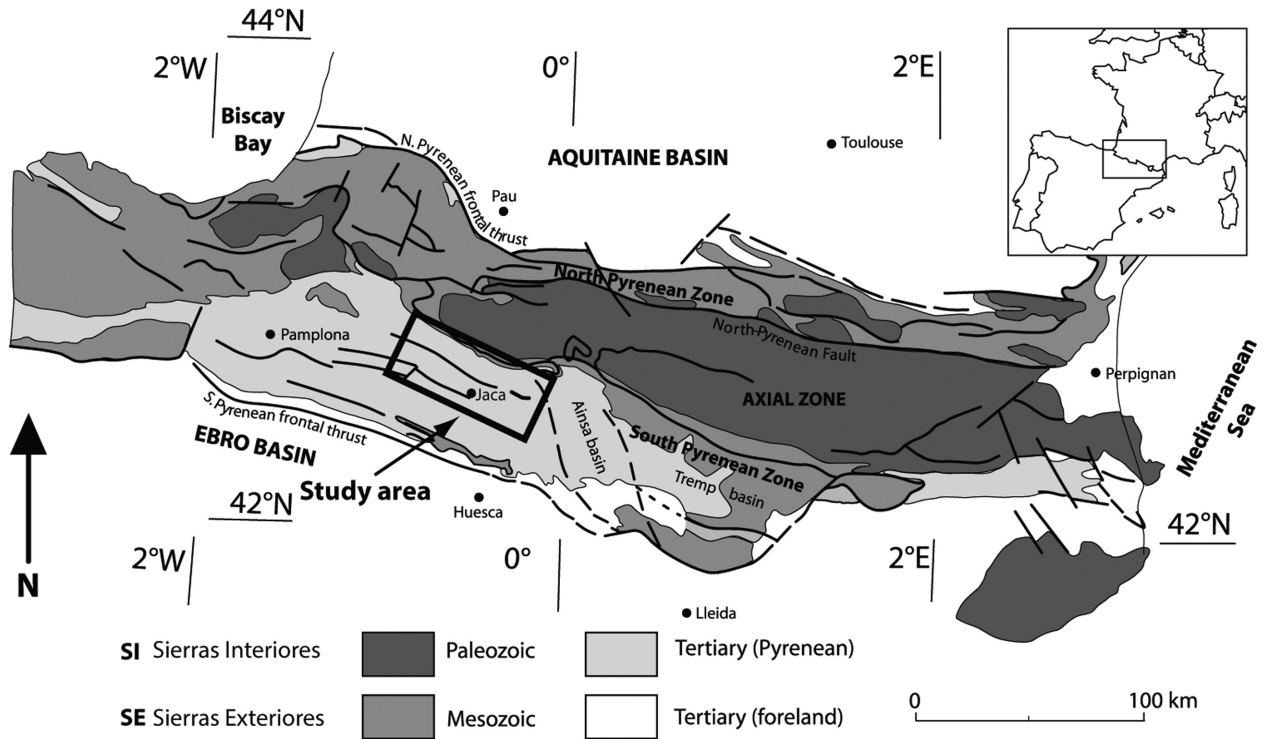 44°N
2°W
0°
2°E
Biscay
Bay
Toulouse
AQUITAINE BASIN
N. Pyrenean frontal thrust
Pau
North Pyrenean Zone
North-Pyrenean Fault
Pamplona
Perpignan
Jaca
AXIAL ZONE
Mediterranean
Sea
S. Pyrenean frontal thrust
EBRO BASIN
Ainsa basin
South Pyrenean Zone
Tremp basin
Study area
Huesca
42°N
42°N
2°W
0°
2°E
N
Lleida
SI Sierras Interiores
Paleozoic
Tertiary (Pyrenean)
SE Sierras Exteriores
Mesozoic
Tertiary (foreland)
0 100 km